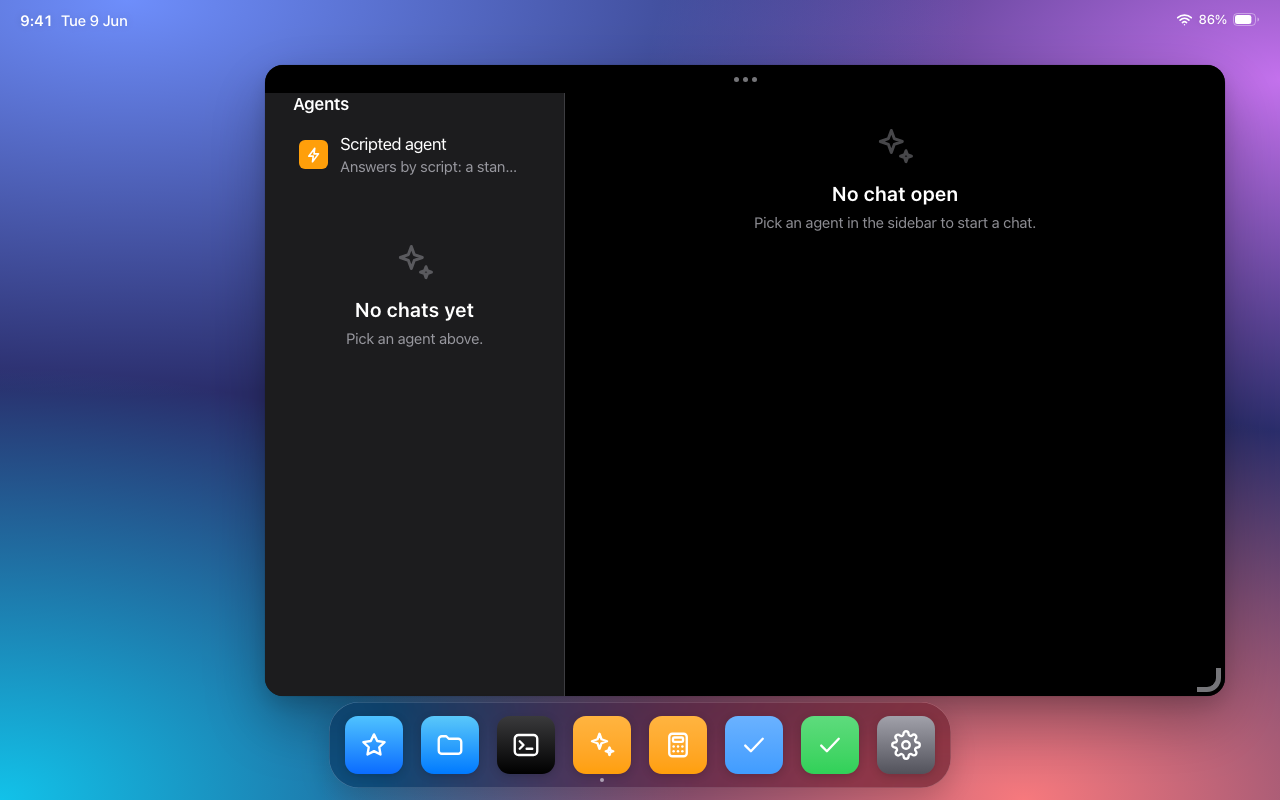 9:41 Tue 9 Jun
86%
Agents
Scripted agent
Answers by script: a stan...
No chats yet
Pick an agent above.
No chat open
Pick an agent in the sidebar to start a chat.